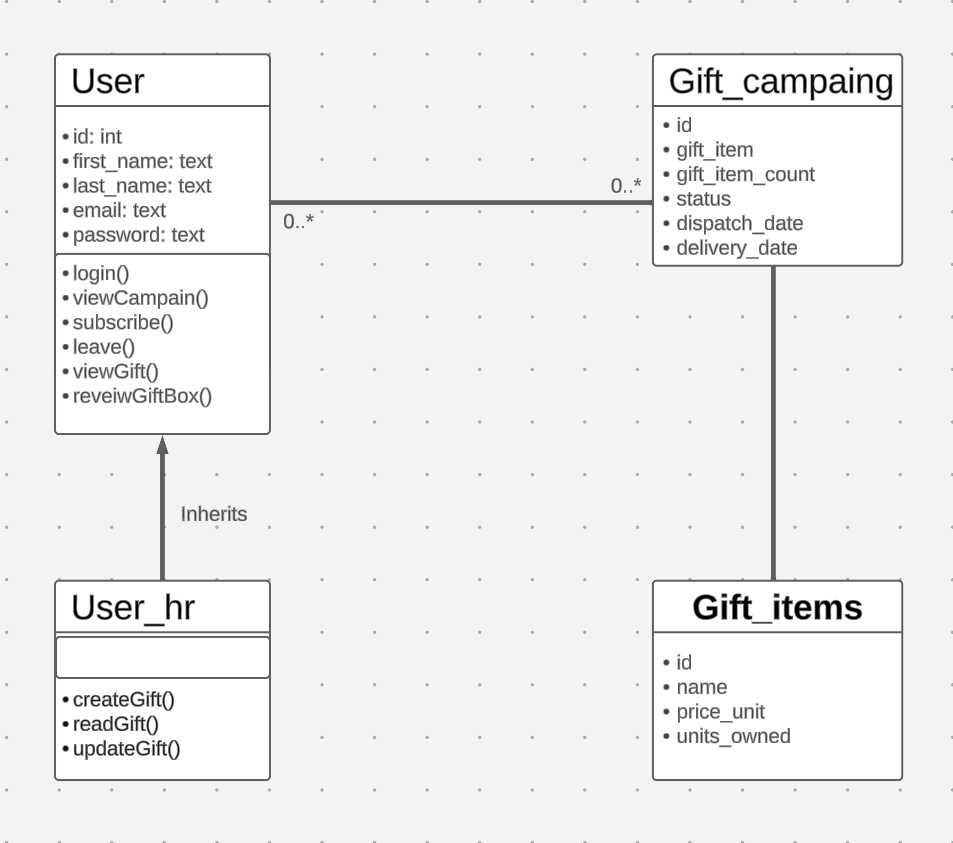 User
• id: int
• first_name: text
• last_name: text
• email: text
• password: text
• login()
• viewCampain()
• subscribe()
• leave()
• viewGift()
• reveiwGiftBox()
0..*
0..*
Gift_campaing
• id
• gift_item
• gift_item_count
• status
• dispatch_date
• delivery_date
Inherits
User_hr
• createGift()
• readGift()
• updateGift()
Gift_items
• id
• name
• price_unit
• units_owned